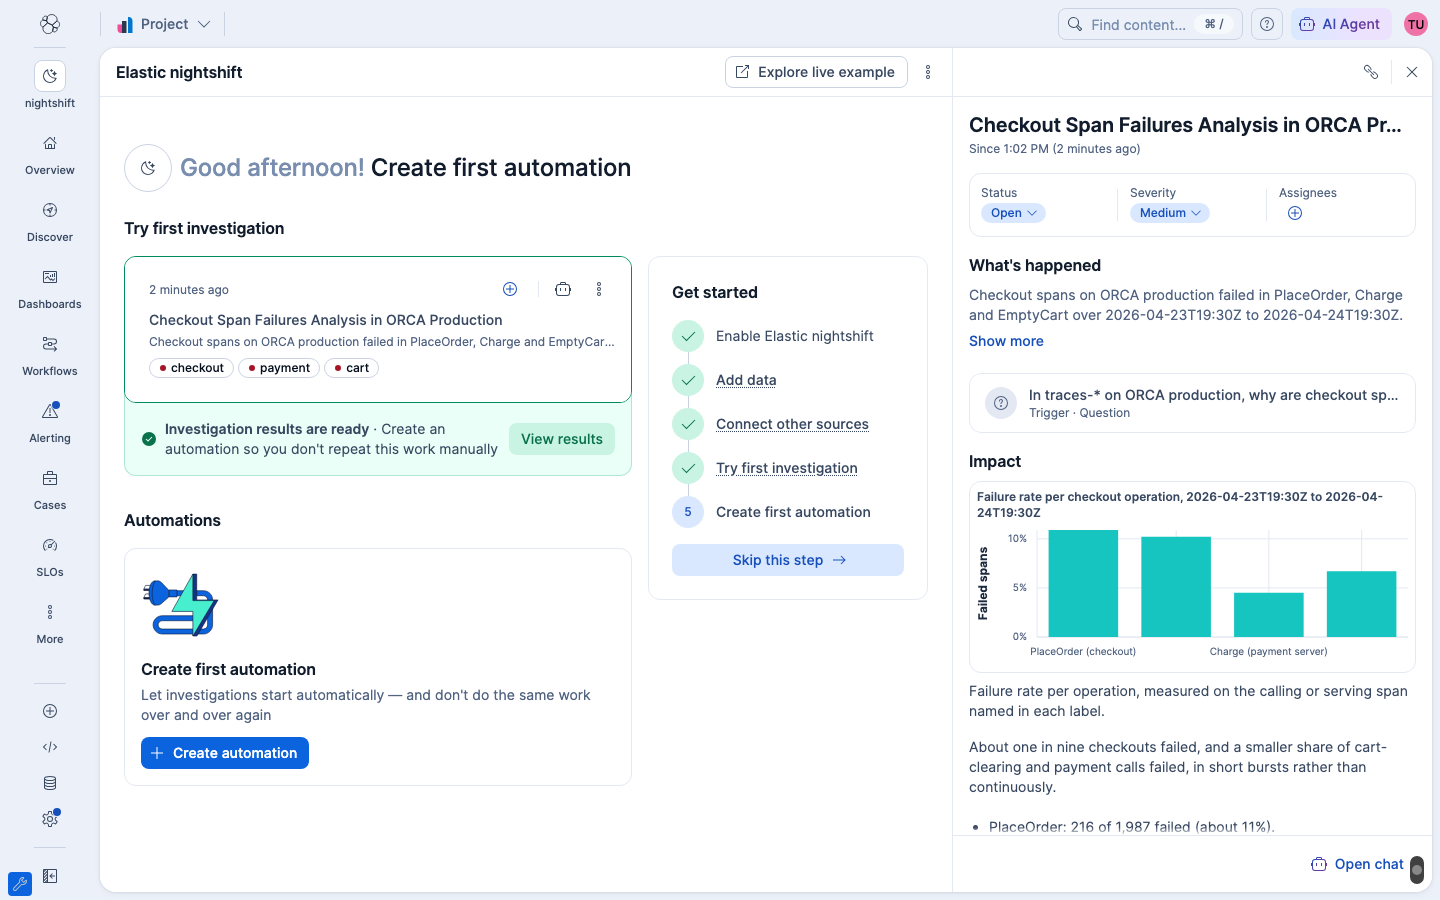 Project
Find content...
⌘ /
AI Agent
TU
nightshift
Overview
Discover
Dashboards
Workflows
Alerting
Cases
SLOs
More
Elastic nightshift
Explore live example
Good afternoon! Create first automation
Try first investigation
2 minutes ago
Checkout Span Failures Analysis in ORCA Production
Checkout spans on ORCA production failed in PlaceOrder, Charge and EmptyCar...
checkout
payment
cart
Investigation results are ready · Create an
automation so you don't repeat this work manually
View results
Get started
Enable Elastic nightshift
Add data
Connect other sources
Try first investigation
5
Create first automation
Skip this step
Automations
Create first automation
Let investigations start automatically — and don't do the same work
over and over again
Create automation
Checkout Span Failures Analysis in ORCA Pr...
Since 1:02 PM (2 minutes ago)
Status
Open
Severity
Medium
Assignees
What's happened
Checkout spans on ORCA production failed in PlaceOrder, Charge
and EmptyCart over 2026-04-23T19:30Z to 2026-04-24T19:30Z.
Show more
In traces-* on ORCA production, why are checkout sp...
Trigger · Question
Impact
Failure rate per checkout operation, 2026-04-23T19:30Z to 2026-04-
24T19:30Z
Failed spans
10%
5%
0%
PlaceOrder (checkout)
Charge (payment server)
Failure rate per operation, measured on the calling or serving span
named in each label.
About one in nine checkouts failed, and a smaller share of cart-
clearing and payment calls failed, in short bursts rather than
continuously.
• PlaceOrder: 216 of 1,987 failed (about 11%).
Open chat